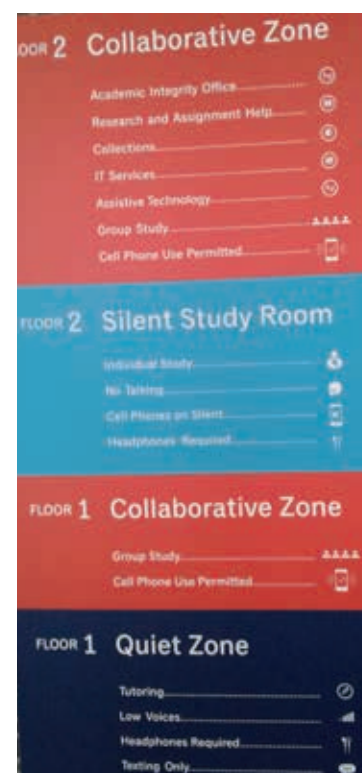 FLOOR 2 Collaborative Zone
Academic Integrity Office
Research and Assignment Help
Collections
IT Services
Assistive Technology
Group Study
Cell Phone Use Permitted
FLOOR 2 Silent Study Room
Individual Study
No Talking
Cell Phones on Silent
Headphones Required
FLOOR 1 Collaborative Zone
Group Study
Cell Phone Use Permitted
FLOOR 1 Quiet Zone
Tutoring
Low Voices
Headphones Required
Texting Only